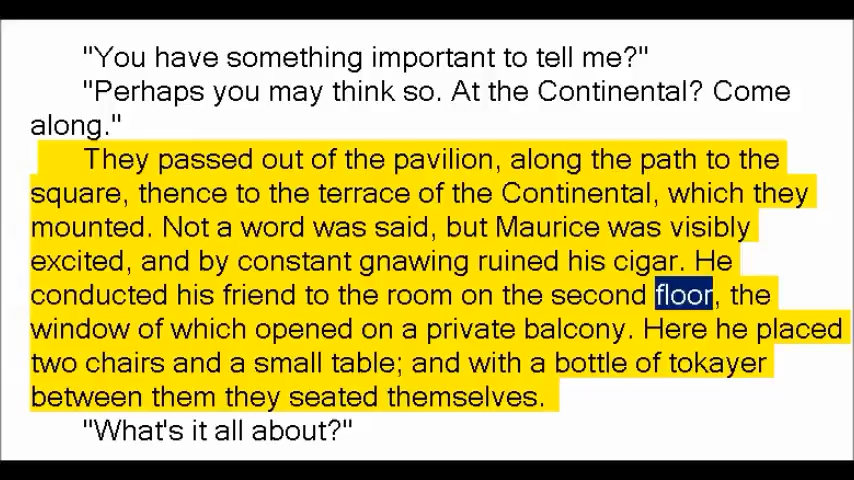 "You have something important to tell me?"
"Perhaps you may think so. At the Continental? Come
along."
They passed out of the pavilion, along the path to the
square, thence to the terrace of the Continental, which they
mounted. Not a word was said, but Maurice was visibly
excited, and by constant gnawing ruined his cigar. He
conducted his friend to the room on the second floor, the
window of which opened on a private balcony. Here he placed
two chairs and a small table; and with a bottle of tokayer
between them they seated themselves.
"What's it all about?"